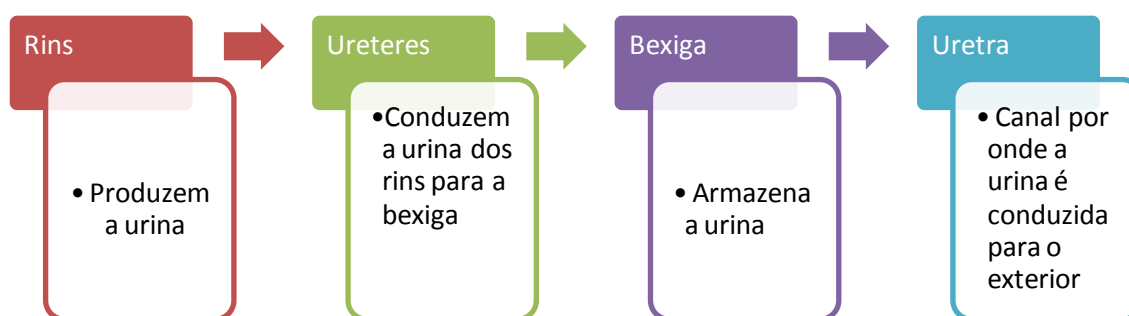 Rins
• Produzem
a urina
Ureteres
•Conduzem
a urina dos
rins para a
bexiga
Bexiga
• Armazena
a urina
Uretra
• Canal por
onde a
urina é
conduzida
para o
exterior